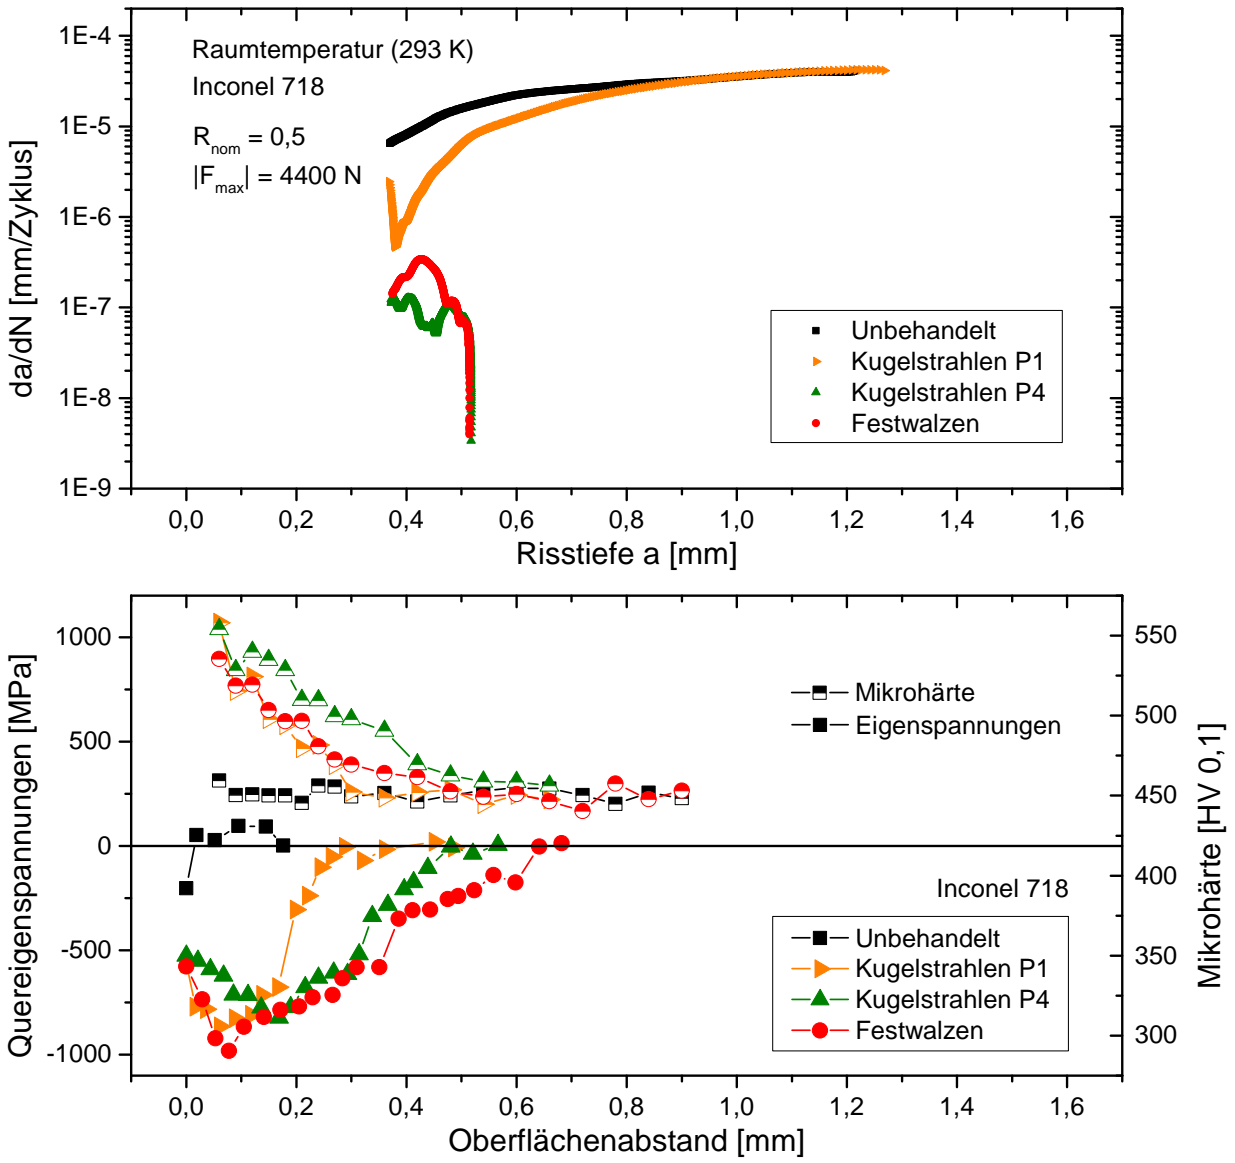 1E-4
1E-5
1E-6
1E-7
1E-8
1E-9
da/dN [mm/Zyklus]
Raumtemperatur (293 K)
Inconel 718
R_nom = 0,5
|F_max| = 4400 N
Unbehandelt
Kugelstrahlen P1
Kugelstrahlen P4
Festwalzen
0,0 0,2 0,4 0,6 0,8 1,0 1,2 1,4 1,6
Risstiefe a [mm]
1000
500
0
-500
-1000
Quereigenspannungen [MPa]
Mikrohärte
Eigenspannungen
Inconel 718
Unbehandelt
Kugelstrahlen P1
Kugelstrahlen P4
Festwalzen
550
500
450
400
350
300
Mikrohärte [HV 0,1]
0,0 0,2 0,4 0,6 0,8 1,0 1,2 1,4 1,6
Oberflächenabstand [mm]